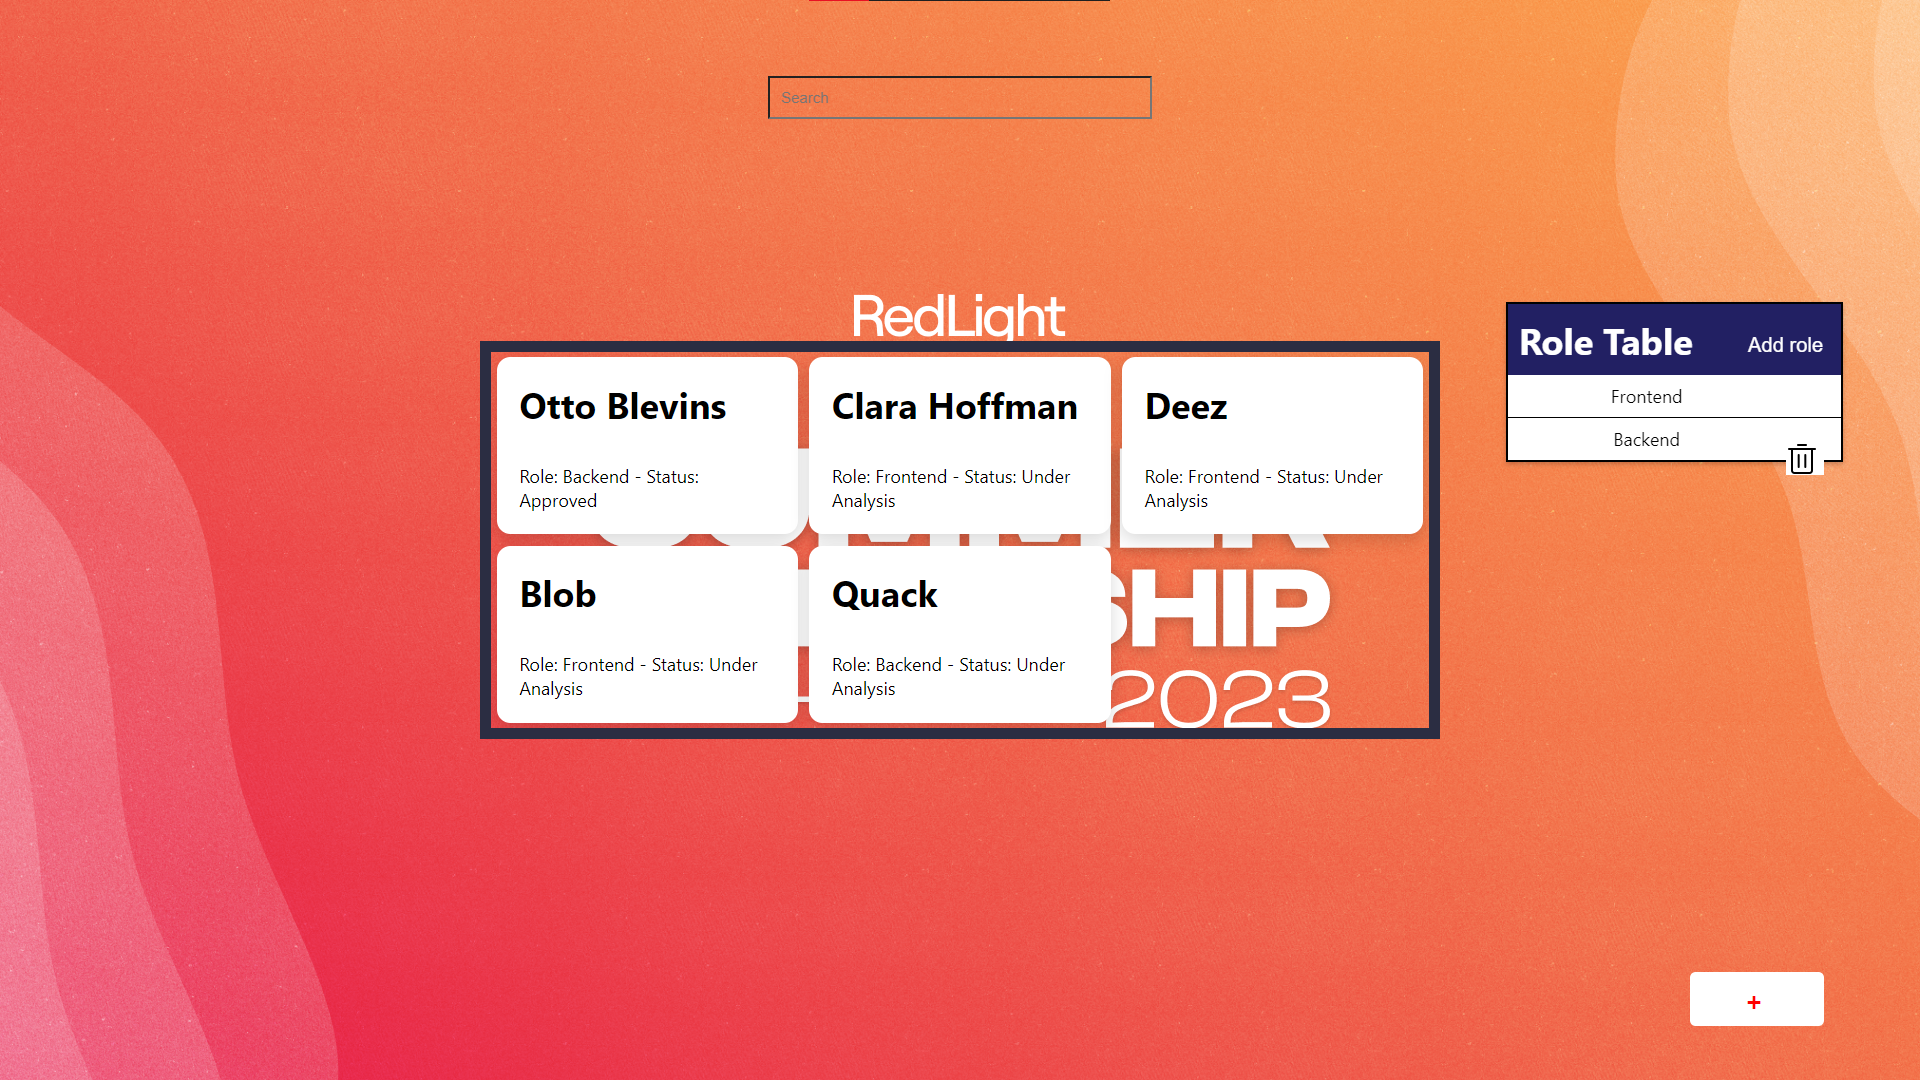 Search
RedLight
Role Table
Add role
Frontend
Backend
Otto Blevins
Role: Backend - Status:
Approved
Clara Hoffman
Role: Frontend - Status: Under
Analysis
Deez
Role: Frontend - Status: Under
Analysis
Blob
Role: Frontend - Status: Under
Analysis
Quack
Role: Backend - Status: Under
Analysis
SHIP
2023
+